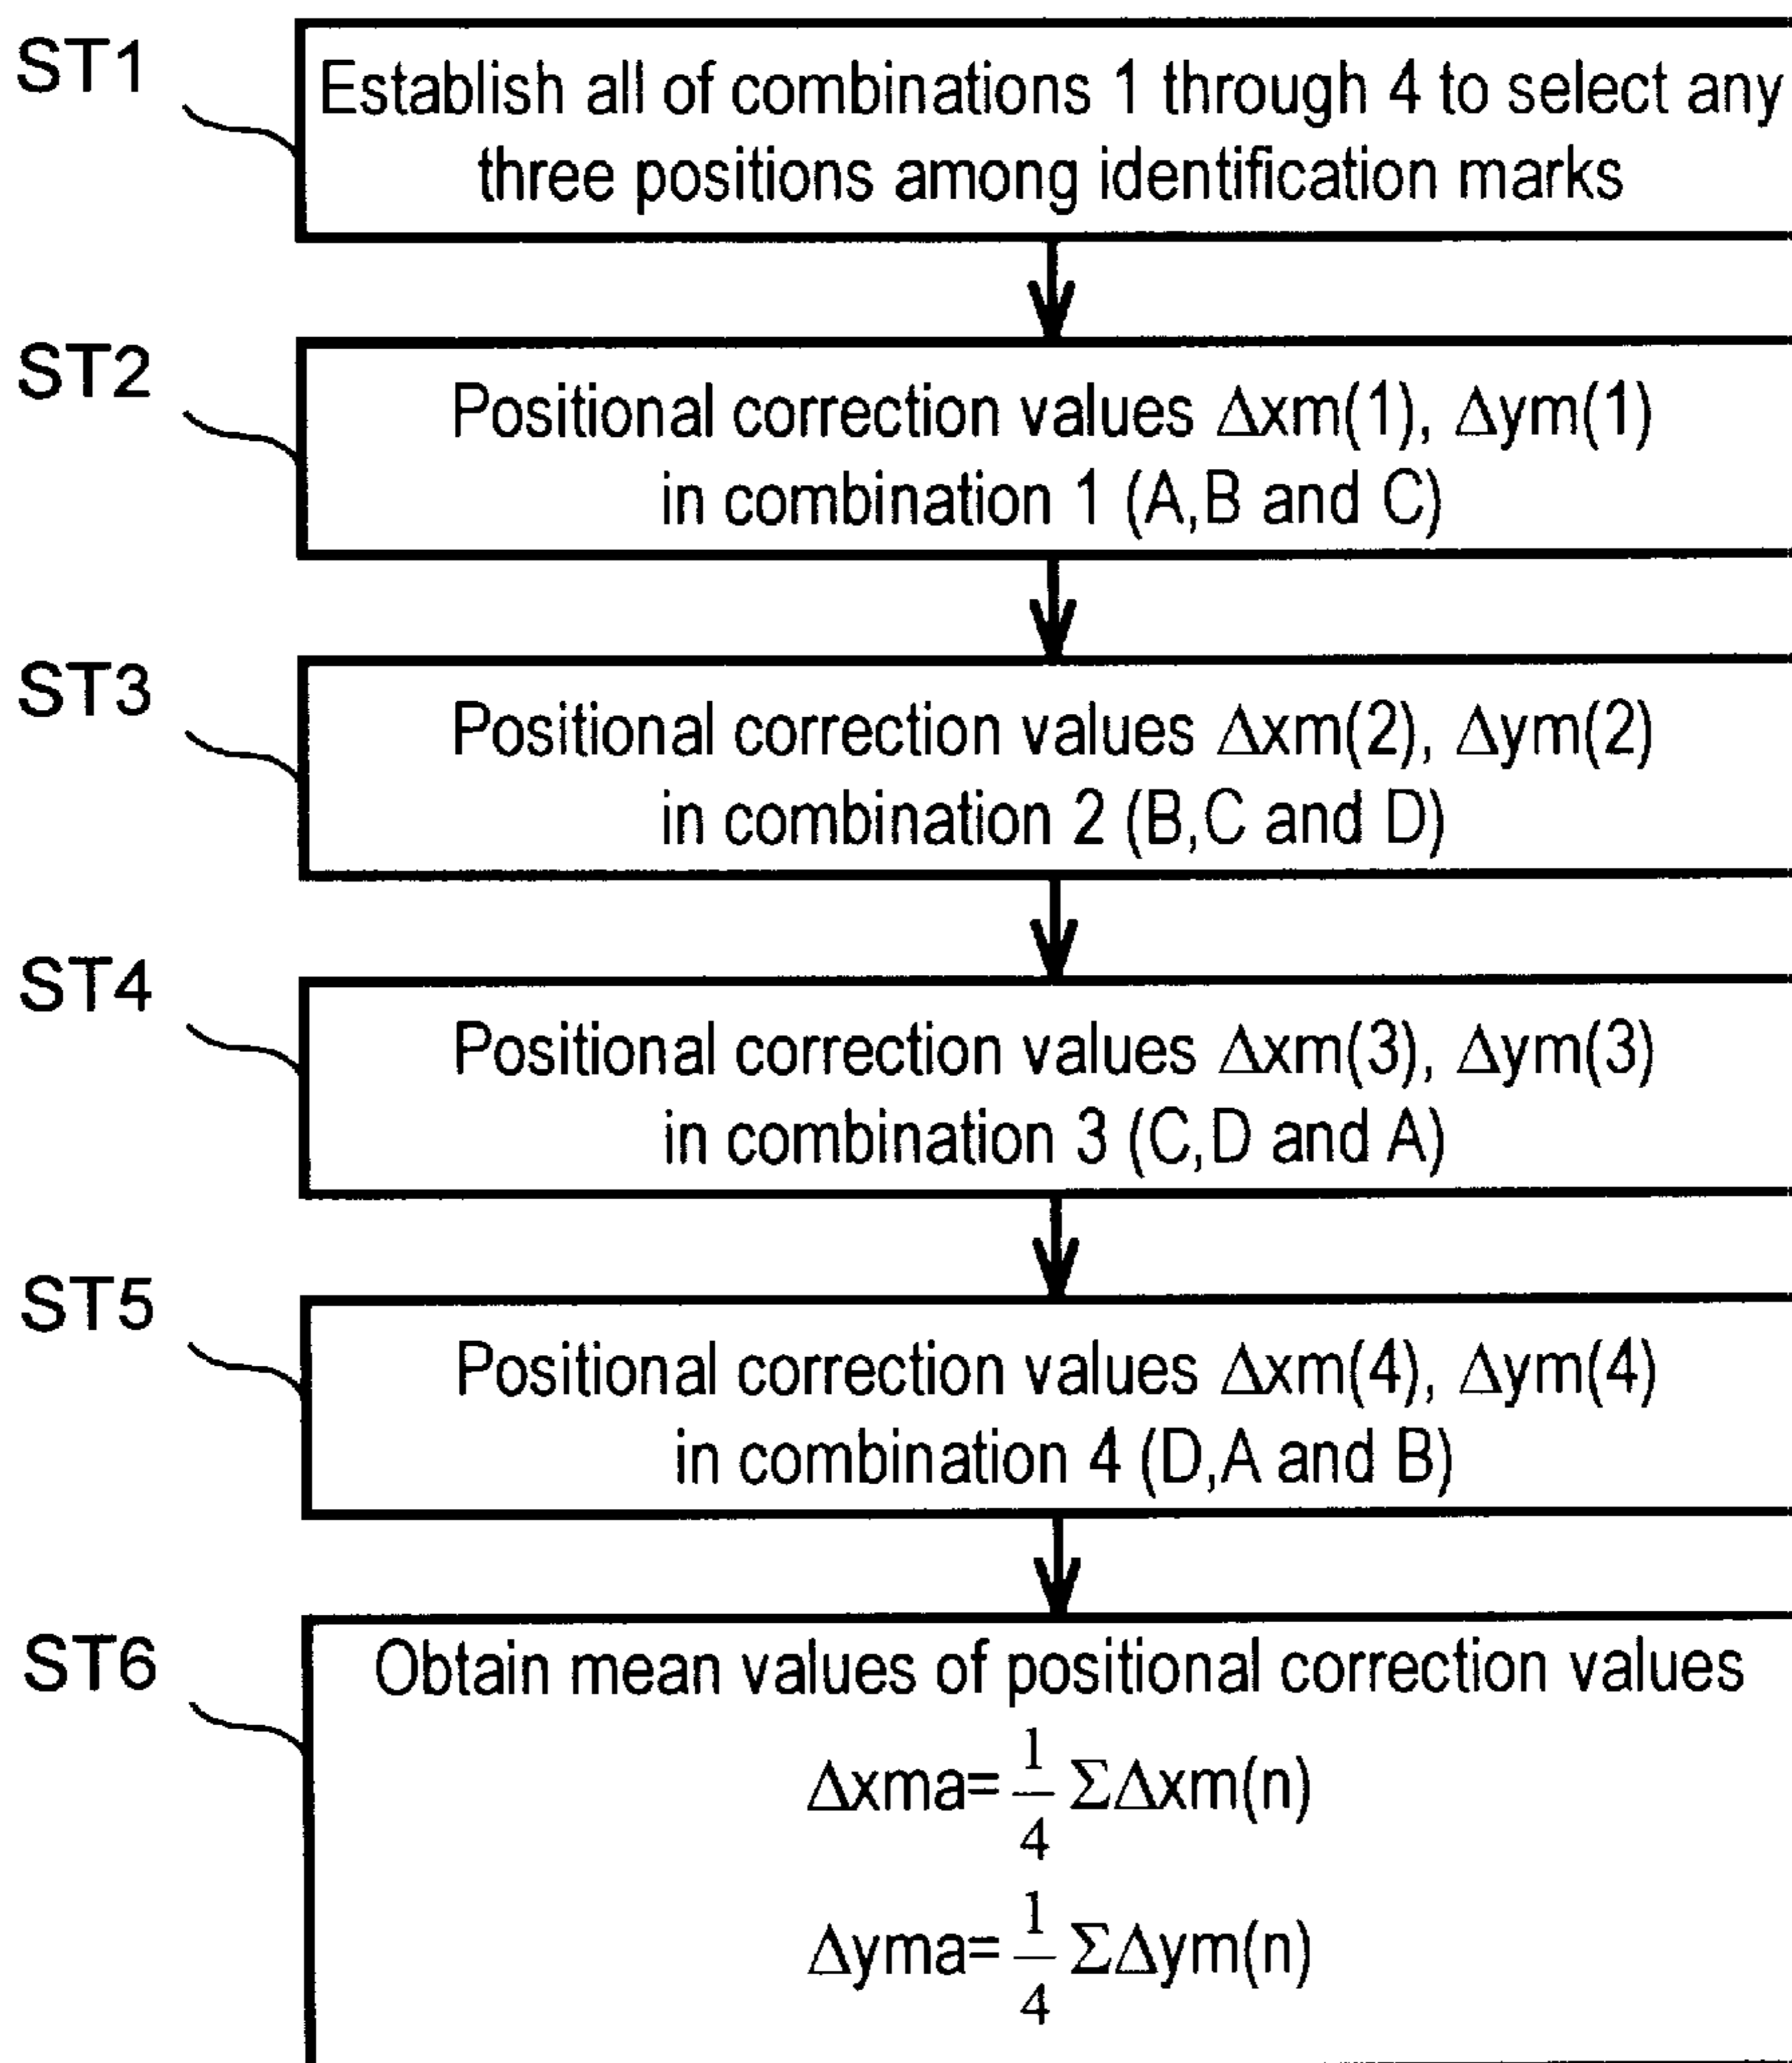 ST1
Establish all of combinations 1 through 4 to select any
three positions among identification marks
ST2
Positional correction values Δxm(1), Δym(1)
in combination 1 (A,B and C)
ST3
Positional correction values Δxm(2), Δym(2)
in combination 2 (B,C and D)
ST4
Positional correction values Δxm(3), Δym(3)
in combination 3 (C,D and A)
ST5
Positional correction values Δxm(4), Δym(4)
in combination 4 (D,A and B)
ST6
Obtain mean values of positional correction values
Δxma=1/4 ΣΔxm(n)
Δyma=1/4 ΣΔym(n)